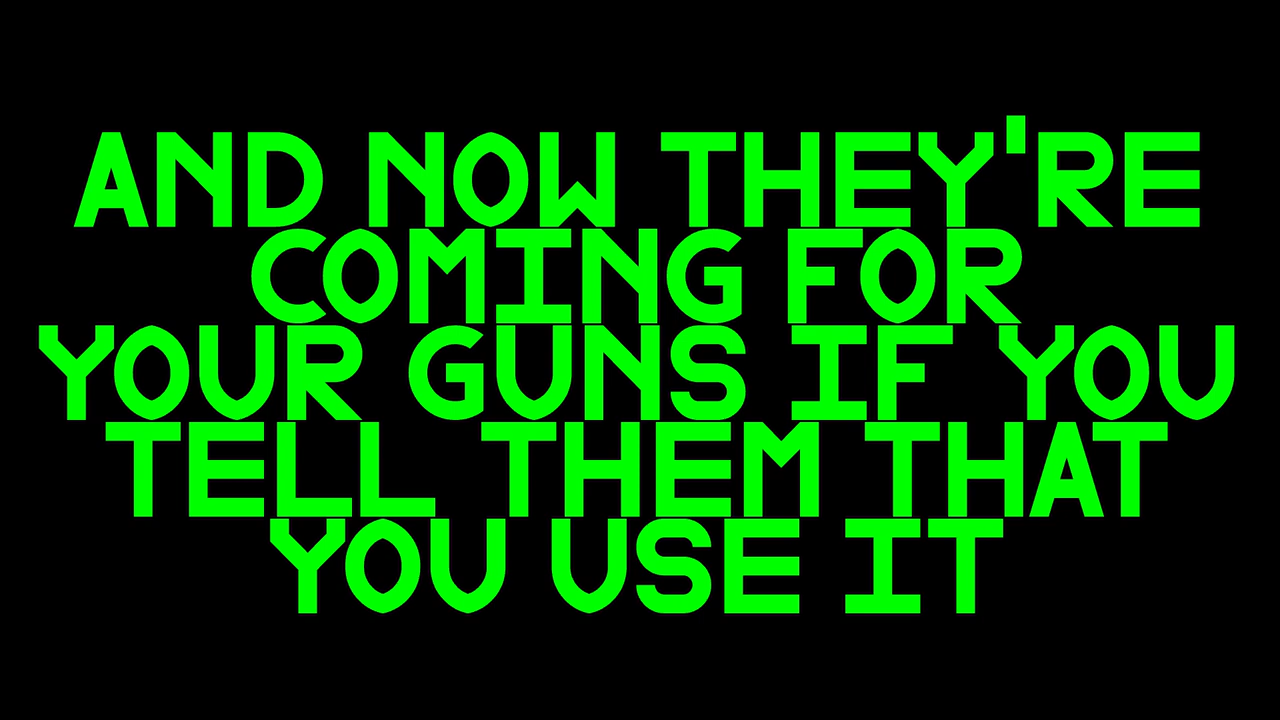 AND NOW THEY'RE
COMING FOR
YOUR GUNS IF YOU
TELL THEM THAT
YOU USE IT